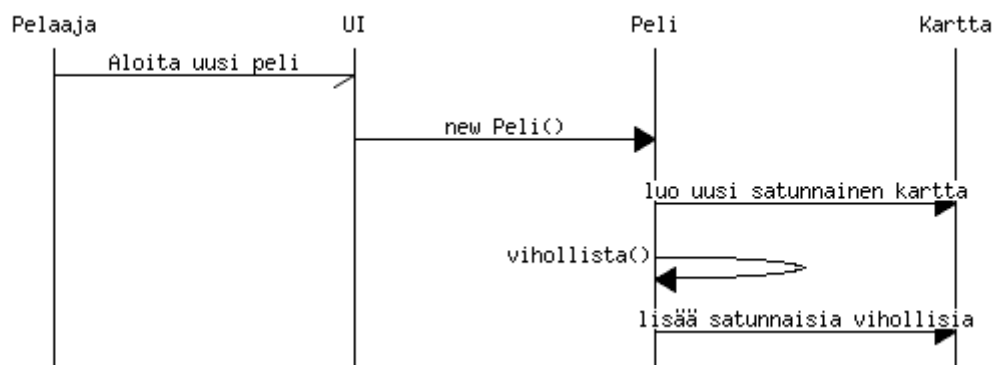 Pelaaja UI Peli Kartta
Aloita uusi peli
new Peli()
luo uusi satunnainen kartta
vihollista()
lisää satunnaisia vihollisia